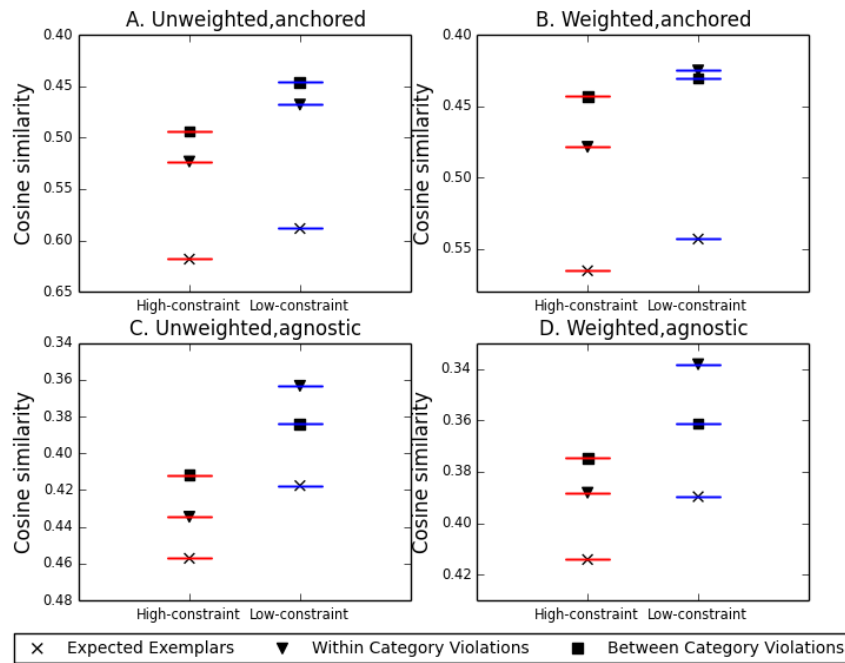 A. Unweighted,anchored
B. Weighted,anchored
0.40
0.45
0.50
0.55
0.60
0.65
Cosine similarity
High-constraint Low-constraint
0.40
0.45
0.50
0.55
Cosine similarity
High-constraint Low-constraint
C. Unweighted,agnostic
D. Weighted,agnostic
0.34
0.36
0.38
0.40
0.42
0.44
0.46
0.48
Cosine similarity
High-constraint Low-constraint
0.34
0.36
0.38
0.40
0.42
Cosine similarity
High-constraint Low-constraint
Expected Exemplars Within Category Violations Between Category Violations